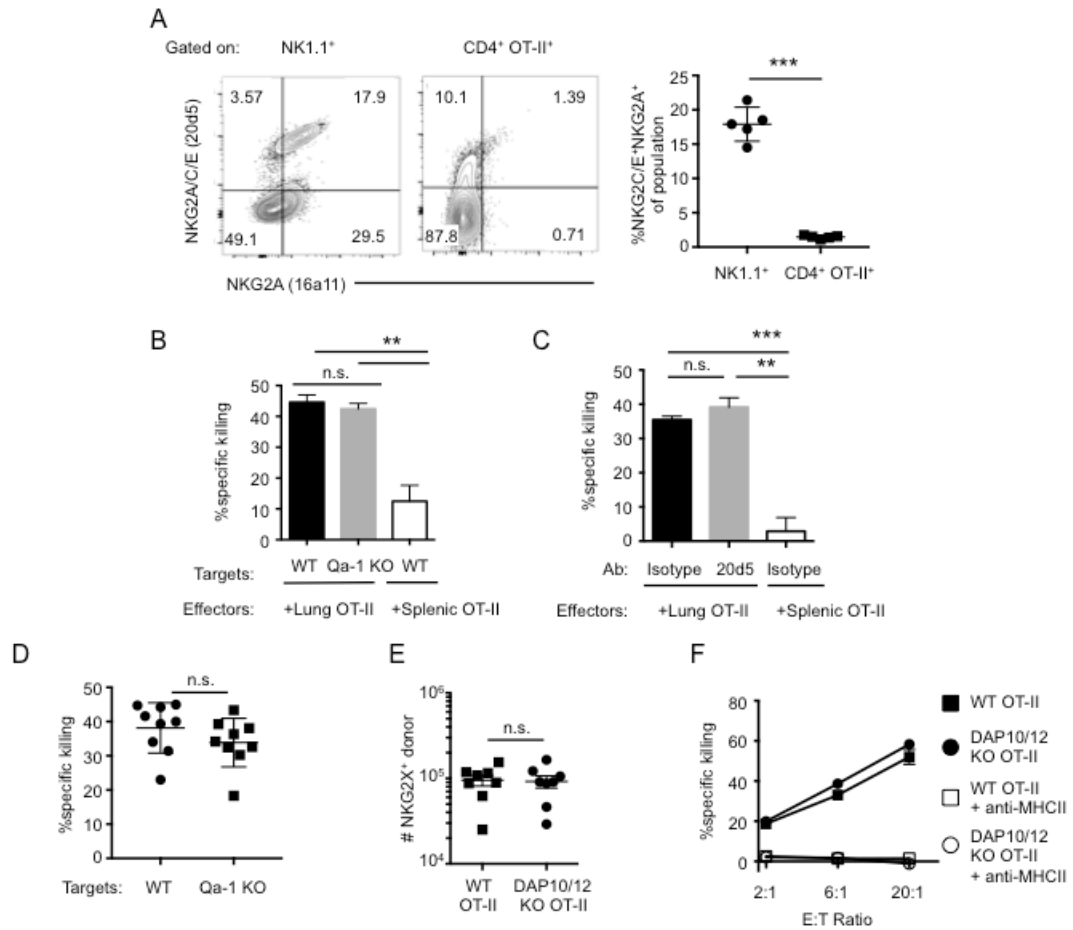 A
Gated on: NK1.1⁺ CD4⁺ OT-II⁺
NKG2A/C/E (20d5)
3.57 17.9
49.1 29.5
10.1 1.39
87.8 0.71
NKG2A (16a11)
***
%NKG2C/E⁺NKG2A⁺
of population
25
20
15
10
5
0
NK1.1⁺ CD4⁺ OT-II⁺
B
**
n.s.
%specific killing
50
40
30
20
10
0
Targets: WT Qa-1 KO WT
Effectors: +Lung OT-II +Splenic OT-II
C
***
n.s. **
%specific killing
50
40
30
20
10
0
Ab: Isotype 20d5 Isotype
Effectors: +Lung OT-II +Splenic OT-II
D
n.s.
%specific killing
50
40
30
20
10
0
Targets: WT Qa-1 KO
E
n.s.
# NKG2X⁺ donor
10⁶
10⁵
10⁴
WT DAP10/12
OT-II KO OT-II
F
%specific killing
80
60
40
20
0
2:1 6:1 20:1
E:T Ratio
WT OT-II
DAP10/12
KO OT-II
WT OT-II
+ anti-MHCII
DAP10/12
KO OT-II
+ anti-MHCII